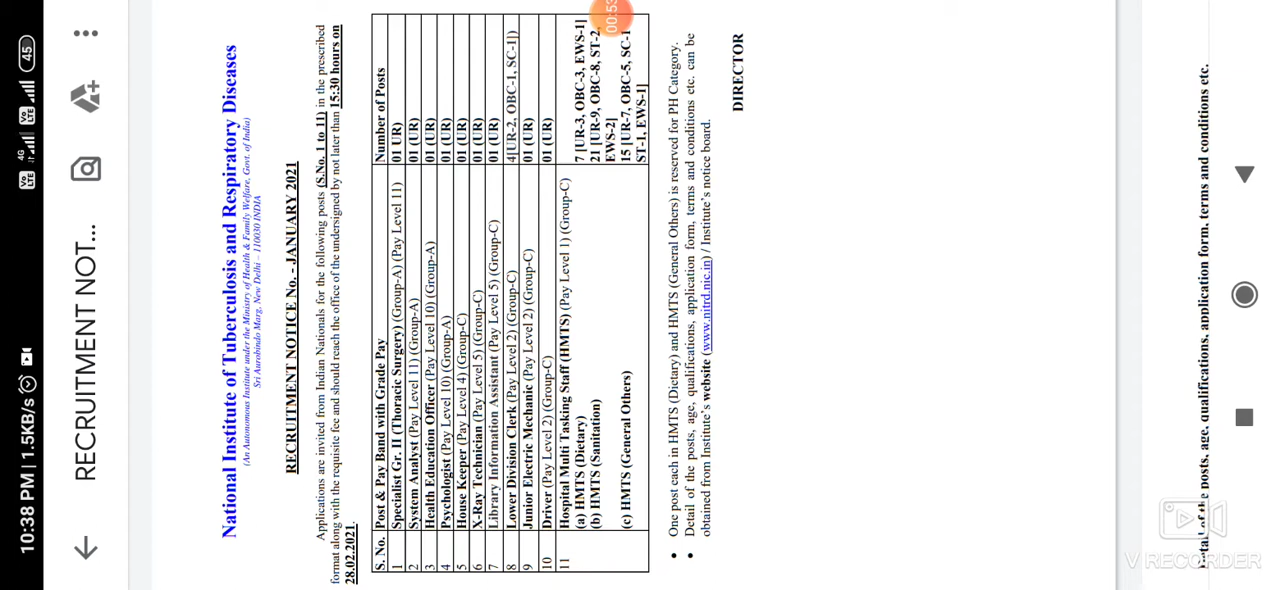 10:38 PM | 1.5KB/s
Vo LTE 4G Vo LTE 45
RECRUITMENT NOT...
National Institute of Tuberculosis and Respiratory Diseases
(An Autonomous Institute under the Ministry of Health & Family Welfare, Govt. of India)
Sri Aurobindo Marg, New Delhi – 110030 INDIA
RECRUITMENT NOTICE No. - JANUARY 2021
Applications are invited from Indian Nationals for the following posts (S.No. 1 to 11) in the prescribed
format along with the requisite fee and should reach the office of the undersigned by not later than 15:30 hours on
28.02.2021.
S. No. Post & Pay Band with Grade Pay Number of Posts
1 Specialist Gr. II (Thoracic Surgery) (Group-A) (Pay Level 11) 01 UR)
2 System Analyst (Pay Level 11) (Group-A) 01 (UR)
3 Health Education Officer (Pay Level 10) (Group-A) 01 (UR)
4 Psychologist (Pay Level 10) (Group-A) 01 (UR)
5 House Keeper (Pay Level 4) (Group-C) 01 (UR)
6 X-Ray Technician (Pay Level 5) (Group-C) 01 (UR)
7 Library Information Assistant (Pay Level 5) (Group-C) 01 (UR)
8 Lower Division Clerk (Pay Level 2) (Group-C) 4[UR-2, OBC-1, SC-1])
9 Junior Electric Mechanic (Pay Level 2) (Group-C) 01 (UR)
10 Driver (Pay Level 2) (Group-C) 01 (UR)
11 Hospital Multi Tasking Staff (HMTS) (Pay Level 1) (Group-C)
(a) HMTS (Dietary) 7 [UR-3, OBC-3, EWS-1]
(b) HMTS (Sanitation) 21 [UR-9, OBC-8, ST-2,
EWS-2]
(c) HMTS (General Others) 15 [UR-7, OBC-5, SC-1
ST-1, EWS-1]
• One post each in HMTS (Dietary) and HMTS (General Others) is reserved for PH Category.
• Detail of the posts, age, qualifications, application form, terms and conditions etc. can be
obtained from Institute's website (www.nitrd.nic.in) / Institute's notice board.
DIRECTOR
Detail of the posts, age, qualifications, application form, terms and conditions etc.
00:53
V RECORDER